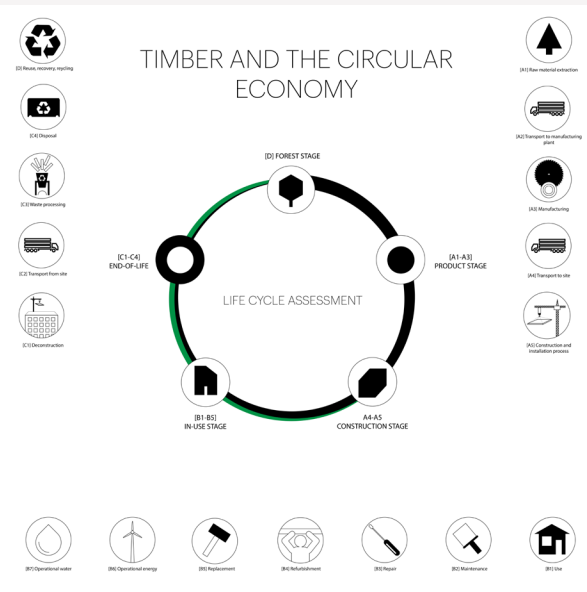 TIMBER AND THE CIRCULAR
ECONOMY
[D] Reuse, recovery, recyling
[C4] Disposal
[C3] Waste processing
[C2] Transport from site
[C1] Deconstruction
[A1] Raw material extraction
[A2] Transport to manufacturing
plant
[A3] Manufacturing
[A4] Transport to site
[A5] Construction and
installation process
[D] FOREST STAGE
[A1-A3]
PRODUCT STAGE
A4-A5
CONSTRUCTION STAGE
[B1-B5]
IN-USE STAGE
[C1-C4]
END-OF-LIFE
LIFE CYCLE ASSESSMENT
[B7] Operational water
[B6] Operational energy
[B5] Replacement
[B4] Refurbishment
[B3] Repair
[B2] Maintenance
[B1] Use